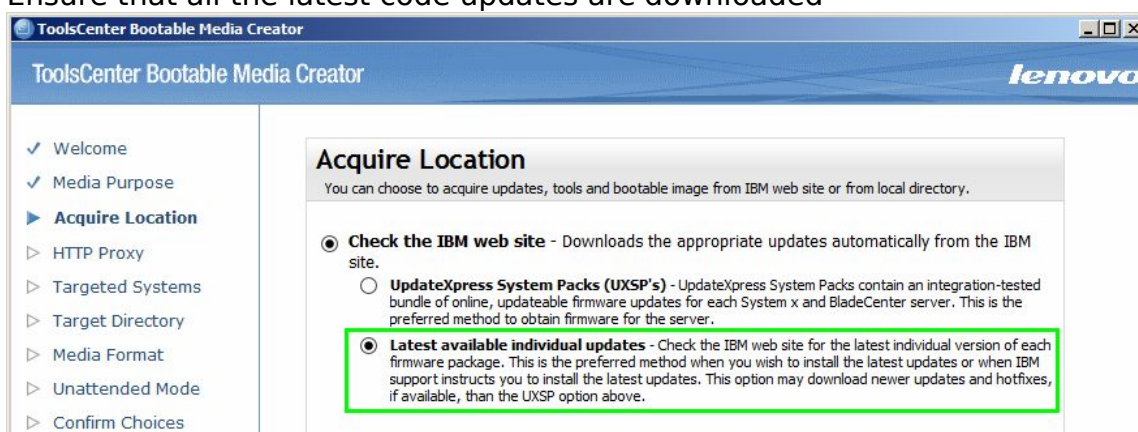 Ensure that all the latest code updates are downloaded
ToolsCenter Bootable Media Creator
ToolsCenter Bootable Media Creator
lenovo
Welcome
Media Purpose
Acquire Location
HTTP Proxy
Targeted Systems
Target Directory
Media Format
Unattended Mode
Confirm Choices
Acquire Location
You can choose to acquire updates, tools and bootable image from IBM web site or from local directory.
Check the IBM web site - Downloads the appropriate updates automatically from the IBM
site.
UpdateXpress System Packs (UXSP's) - UpdateXpress System Packs contain an integration-tested
bundle of online, updateable firmware updates for each System x and BladeCenter server. This is the
preferred method to obtain firmware for the server.
Latest available individual updates - Check the IBM web site for the latest individual version of each
firmware package. This is the preferred method when you wish to install the latest updates or when IBM
support instructs you to install the latest updates. This option may download newer updates and hotfixes,
if available, than the UXSP option above.